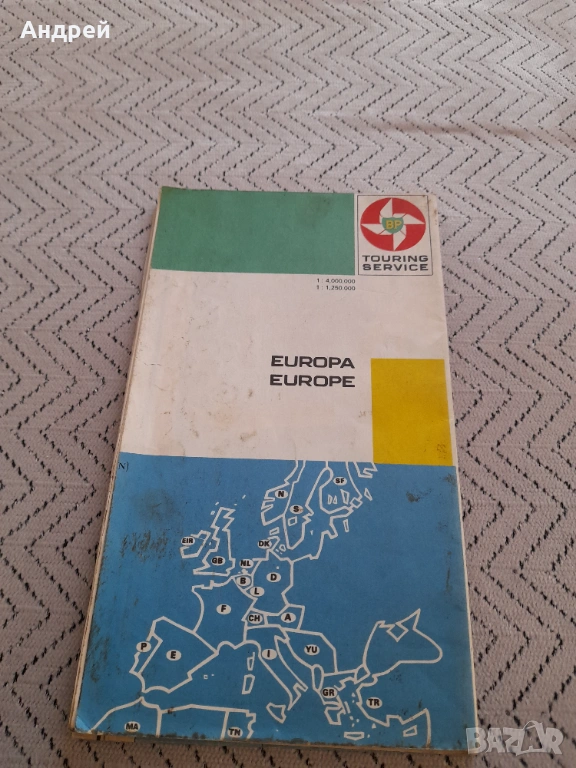 Андрей
BP
TOURING
SERVICE
1 : 4.000.000
1 : 1.250.000
EUROPA
EUROPE
N)
N
S
SF
EIR
GB
DK
NL
B
D
L
F
CH
A
P
E
I
YU
GR
TR
MA
TN
BAZAR